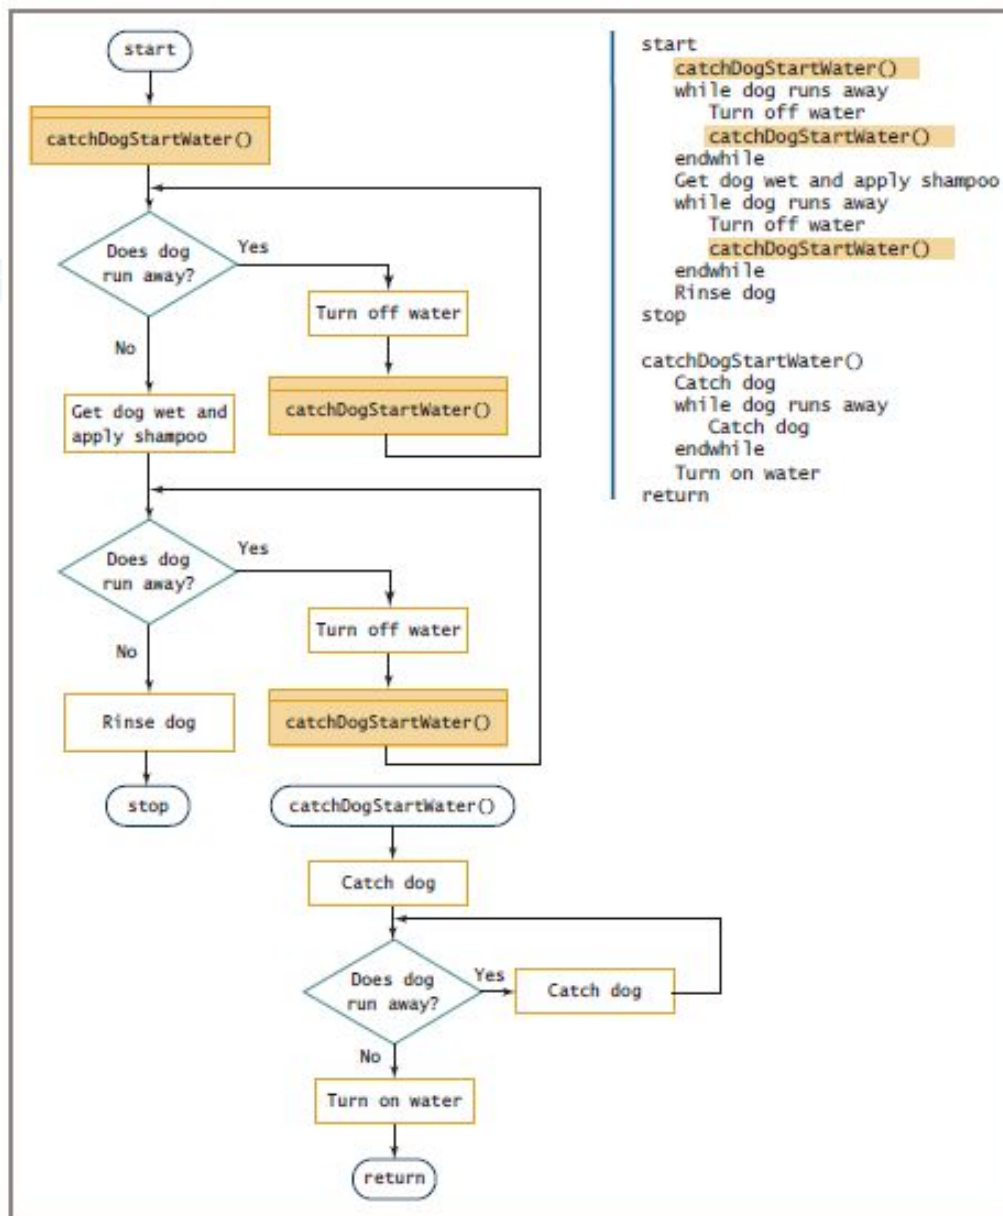 start
catchDogStartWater()
Does dog
run away?
Yes
Turn off water
catchDogStartWater()
No
Get dog wet and
apply shampoo
Does dog
run away?
Yes
Turn off water
catchDogStartWater()
No
Rinse dog
stop
catchDogStartWater()
Catch dog
Does dog
run away?
Yes
Catch dog
No
Turn on water
return
start
catchDogStartWater()
while dog runs away
Turn off water
catchDogStartWater()
endwhile
Get dog wet and apply shampoo
while dog runs away
Turn off water
catchDogStartWater()
endwhile
Rinse dog
stop
catchDogStartWater()
Catch dog
while dog runs away
Catch dog
endwhile
Turn on water
return